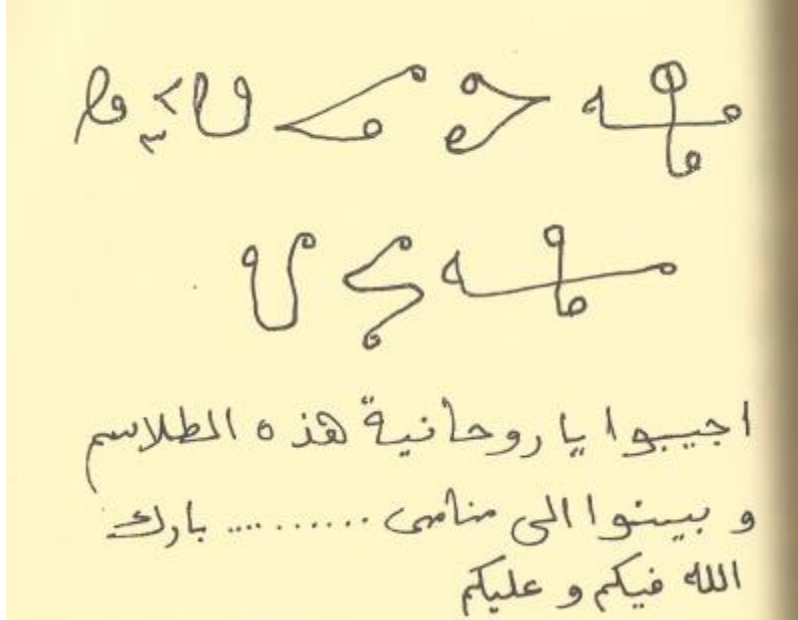 اجيبوا يا روحانية هذه الطلاسم
و بينوا الى منامى .......... بارك
الله فيكم و عليكم